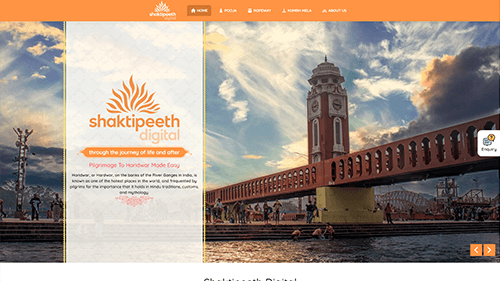 shaktipeeth
digital
HOME
POOJA
ROPEWAY
KUMBH MELA
ABOUT US
shaktipeeth
digital
through the journey of life and after
Pilgrimage To Haridwar Made Easy
Haridwar, or Hardwar, on the banks of the River Ganges in India, is
known as one of the holiest places in the world, and frequented by
pilgrims for the importance that it holds in Hindu traditions, customs,
and mythology.
Enquiry
Shaktipeeth Digital